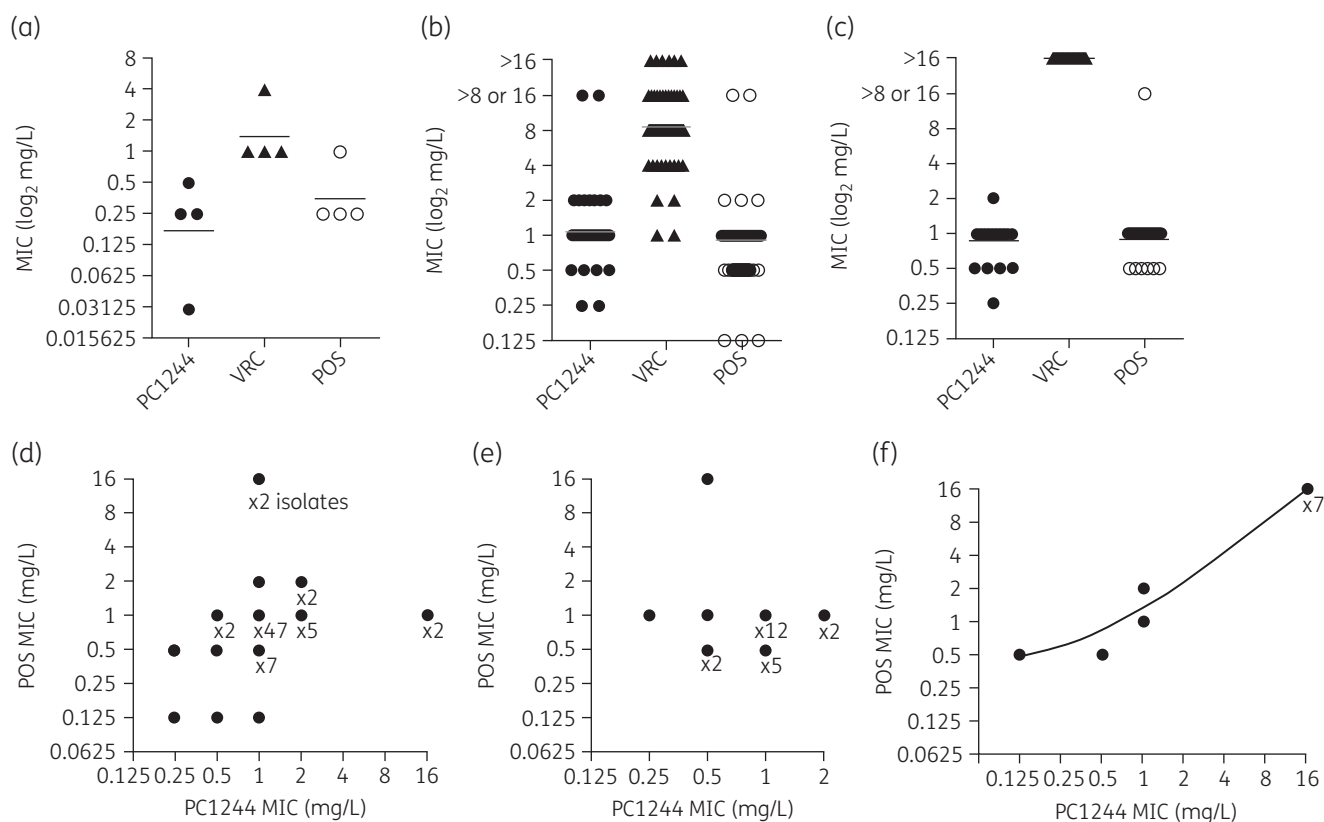 (a)
MIC (log2 mg/L)
8
4
2
1
0.5
0.25
0.125
0.0625
0.03125
0.015625
PC1244
VRC
POS
(b)
MIC (log2 mg/L)
>16
>8 or 16
8
4
2
1
0.5
0.25
0.125
PC1244
VRC
POS
(c)
MIC (log2 mg/L)
>16
>8 or 16
8
4
2
1
0.5
0.25
0.125
PC1244
VRC
POS
(d)
POS MIC (mg/L)
16
8
4
2
1
0.5
0.25
0.125
0.0625
x2 isolates
x2
x2 x47 x5 x2
x7
0.125 0.25 0.5 1 2 4 8 16
PC1244 MIC (mg/L)
(e)
POS MIC (mg/L)
16
8
4
2
1
0.5
0.25
0.125
0.0625
x12 x2
x2 x5
0.125 0.25 0.5 1 2
PC1244 MIC (mg/L)
(f)
POS MIC (mg/L)
16
8
4
2
1
0.5
0.25
0.125
0.0625
x7
0.125 0.25 0.5 1 2 4 8 16
PC1244 MIC (mg/L)